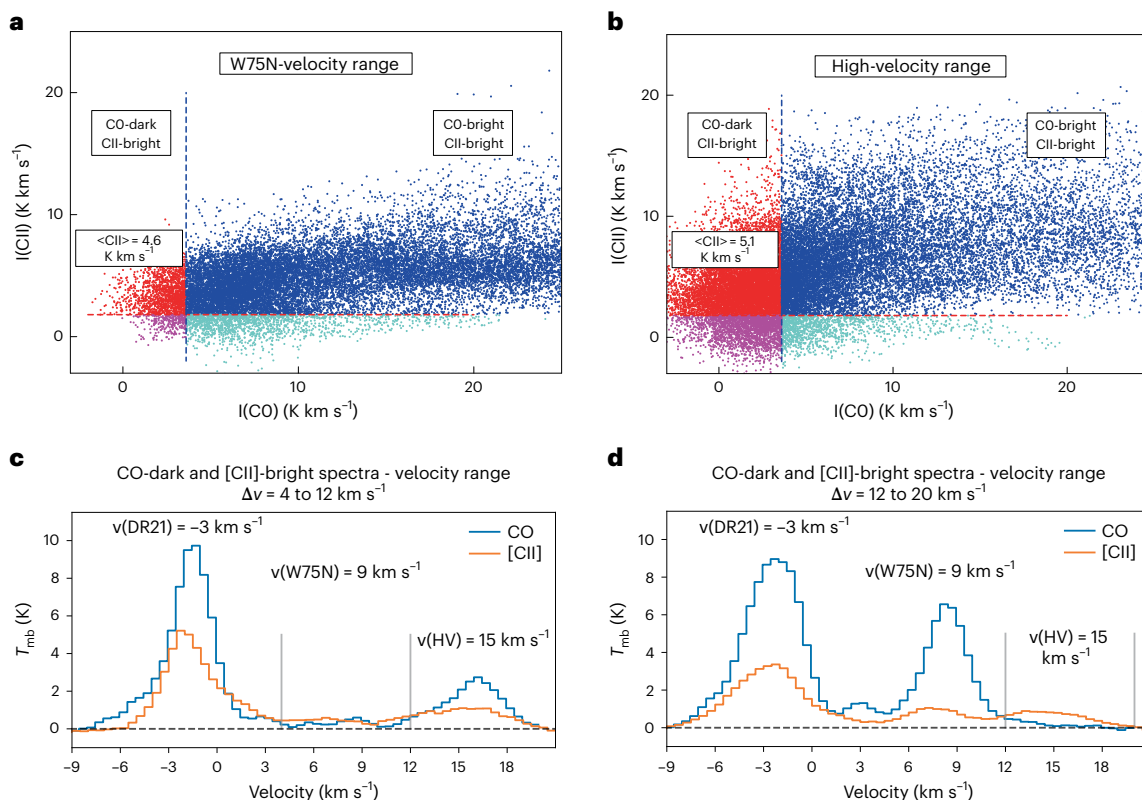 a
W75N-velocity range
20
10
0
I(CII) (K km s⁻¹)
C0-dark
CII-bright
C0-bright
CII-bright
<CII> = 4.6
K km s⁻¹
0
10
20
I(C0) (K km s⁻¹)
b
High-velocity range
20
10
0
I(CII) (K km s⁻¹)
C0-dark
CII-bright
C0-bright
CII-bright
<CII> = 5.1
K km s⁻¹
0
10
20
I(C0) (K km s⁻¹)
c
CO-dark and [CII]-bright spectra - velocity range
Δv = 4 to 12 km s⁻¹
v(DR21) = −3 km s⁻¹
CO
[CII]
v(W75N) = 9 km s⁻¹
v(HV) = 15 km s⁻¹
10
8
6
4
2
0
Tmb (K)
−9
−6
−3
0
3
6
9
12
15
18
Velocity (km s⁻¹)
d
CO-dark and [CII]-bright spectra - velocity range
Δv = 12 to 20 km s⁻¹
v(DR21) = −3 km s⁻¹
CO
[CII]
v(W75N) = 9 km s⁻¹
v(HV) = 15
km s⁻¹
10
8
6
4
2
0
Tmb (K)
−9
−6
−3
0
3
6
9
12
15
18
Velocity (km s⁻¹)